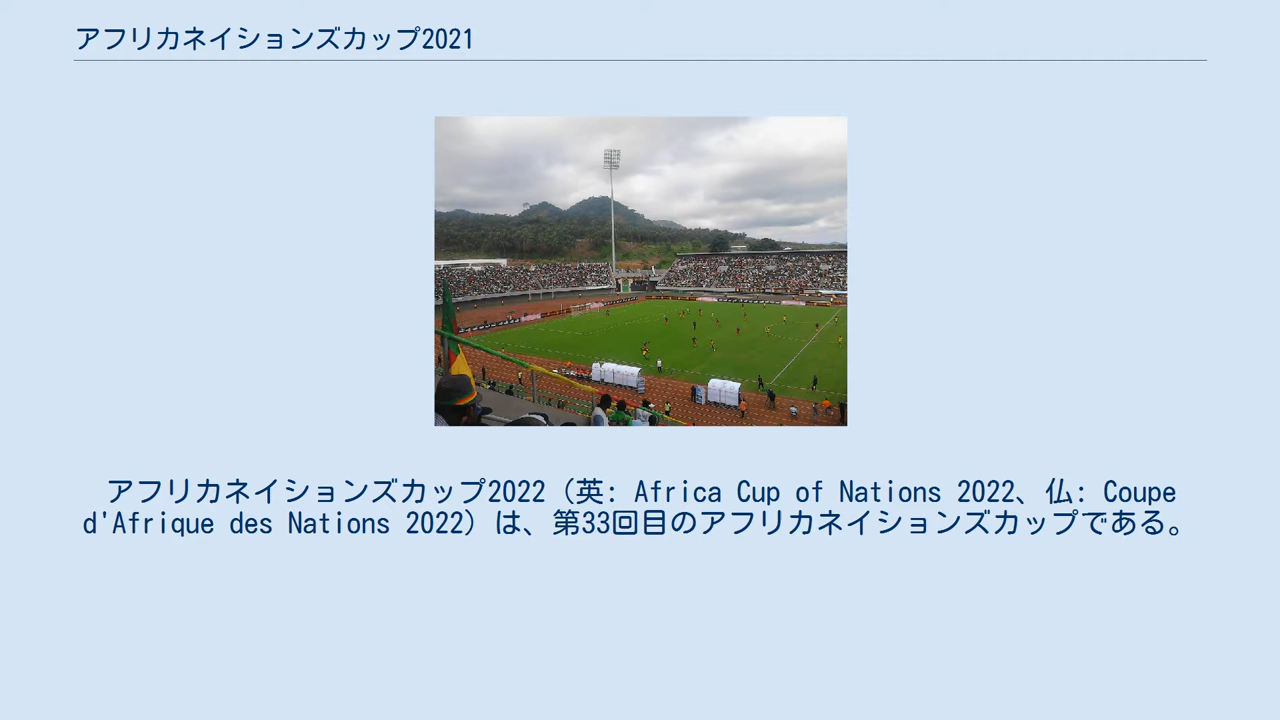 アフリカネイションズカップ2021
アフリカネイションズカップ2022（英: Africa Cup of Nations 2022、仏: Coupe
d'Afrique des Nations 2022）は、第33回目のアフリカネイションズカップである。